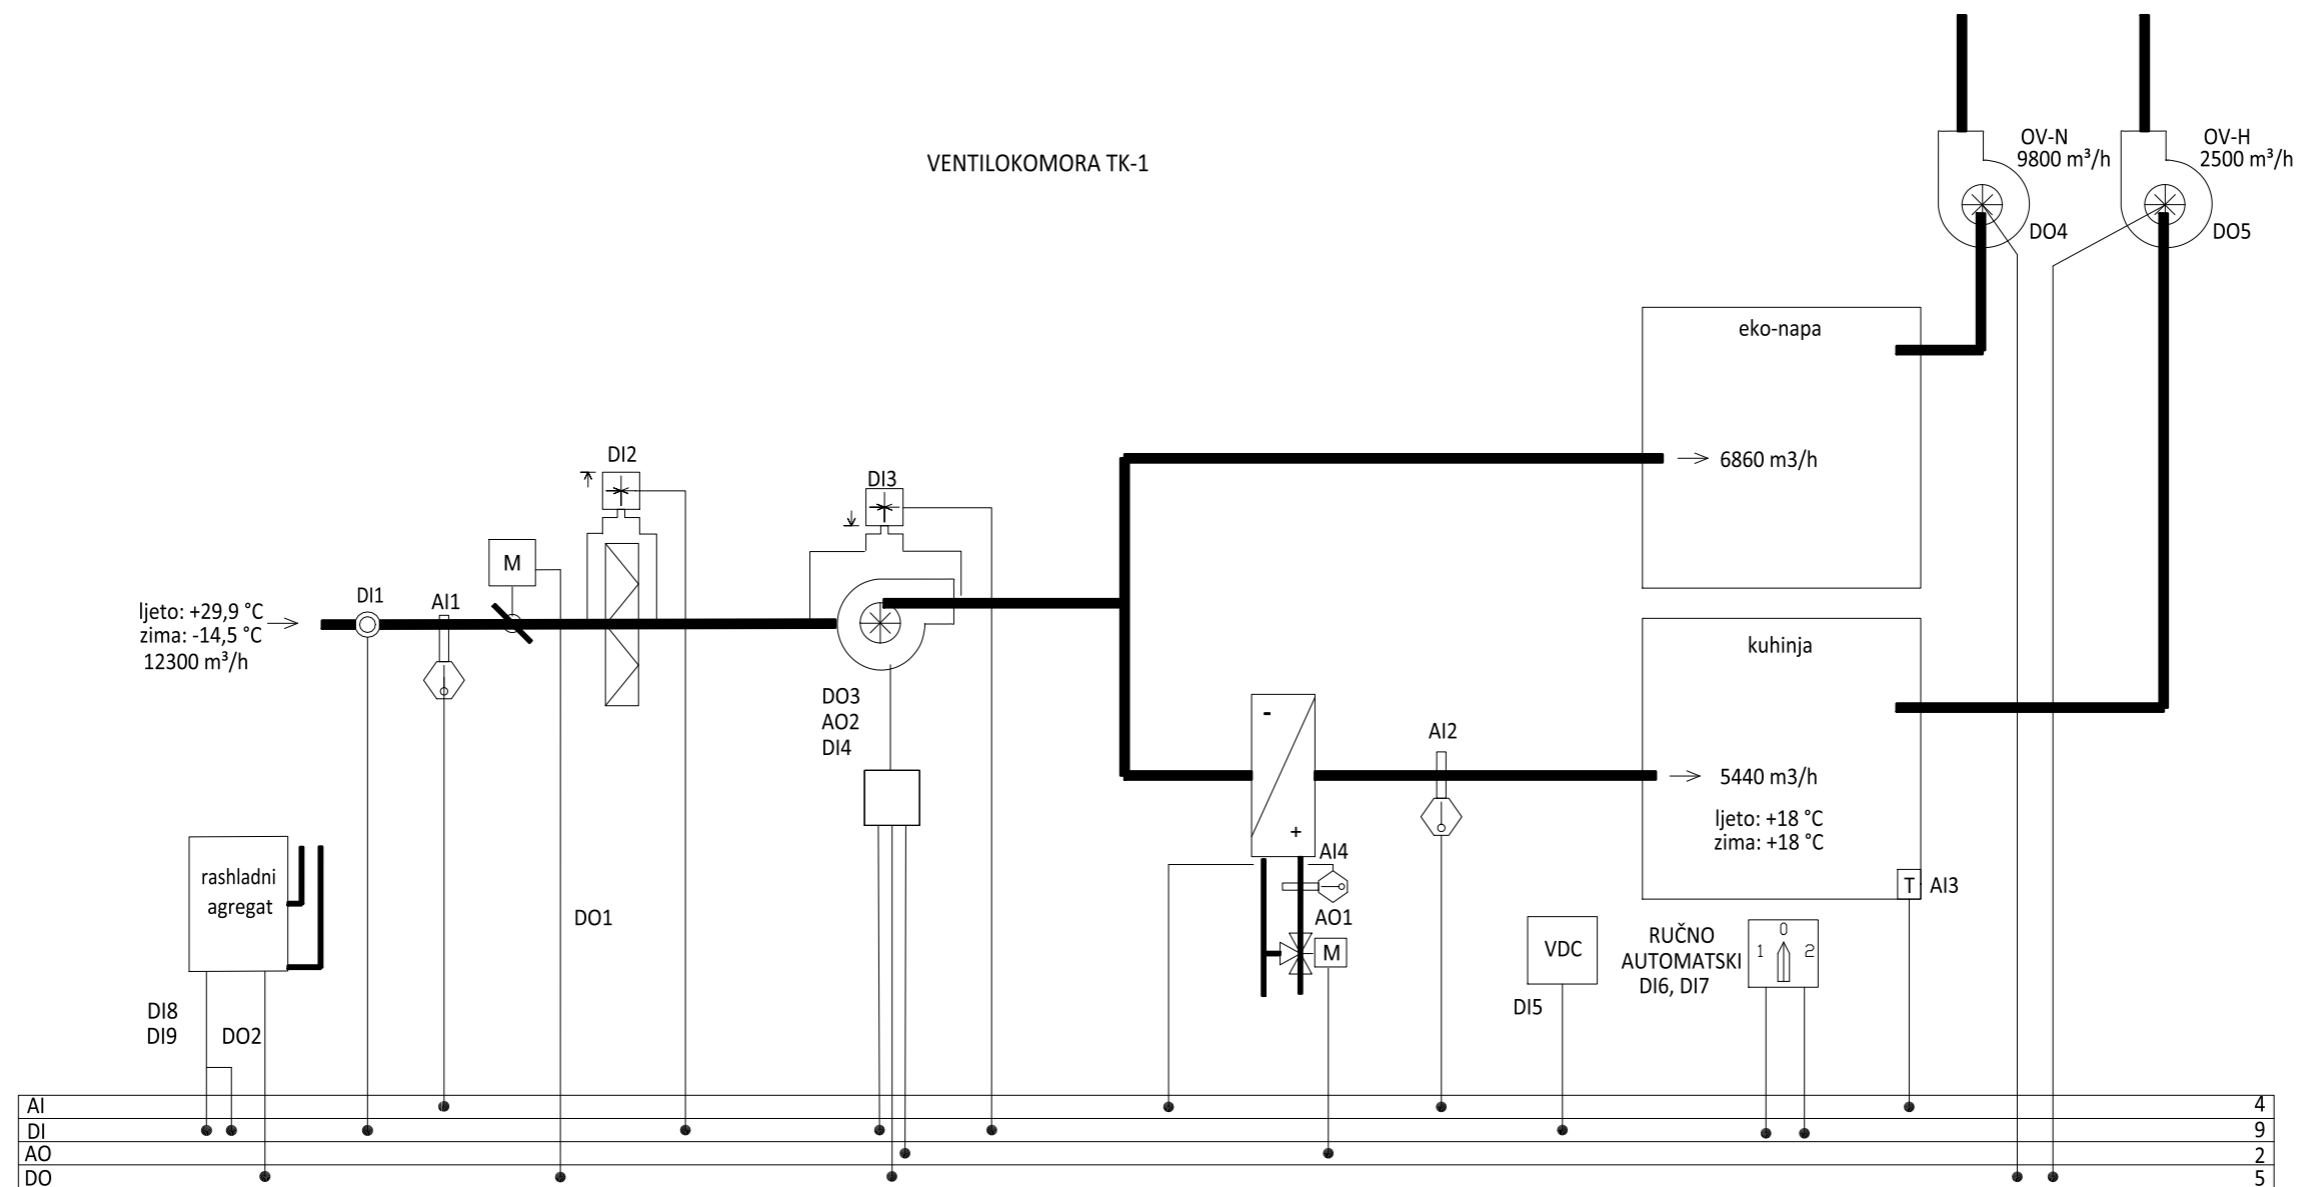 VENTILOKOMORA TK-1
OV-N
9800 m³/h
OV-H
2500 m³/h
DO4
DO5
eko-napa
6860 m3/h
DI2
DI3
M
DI1
AI1
ljeto: +29,9 °C
zima: -14,5 °C
12300 m³/h
DO3
AO2
DI4
kuhinja
-
+
AI2
5440 m3/h
ljeto: +18 °C
zima: +18 °C
T
AI3
AI4
AO1
M
rashladni
agregat
DO1
VDC
DI5
RUČNO
AUTOMATSKI
DI6, DI7
0
1
2
DI8
DI9
DO2
AI
4
DI
9
AO
2
DO
5